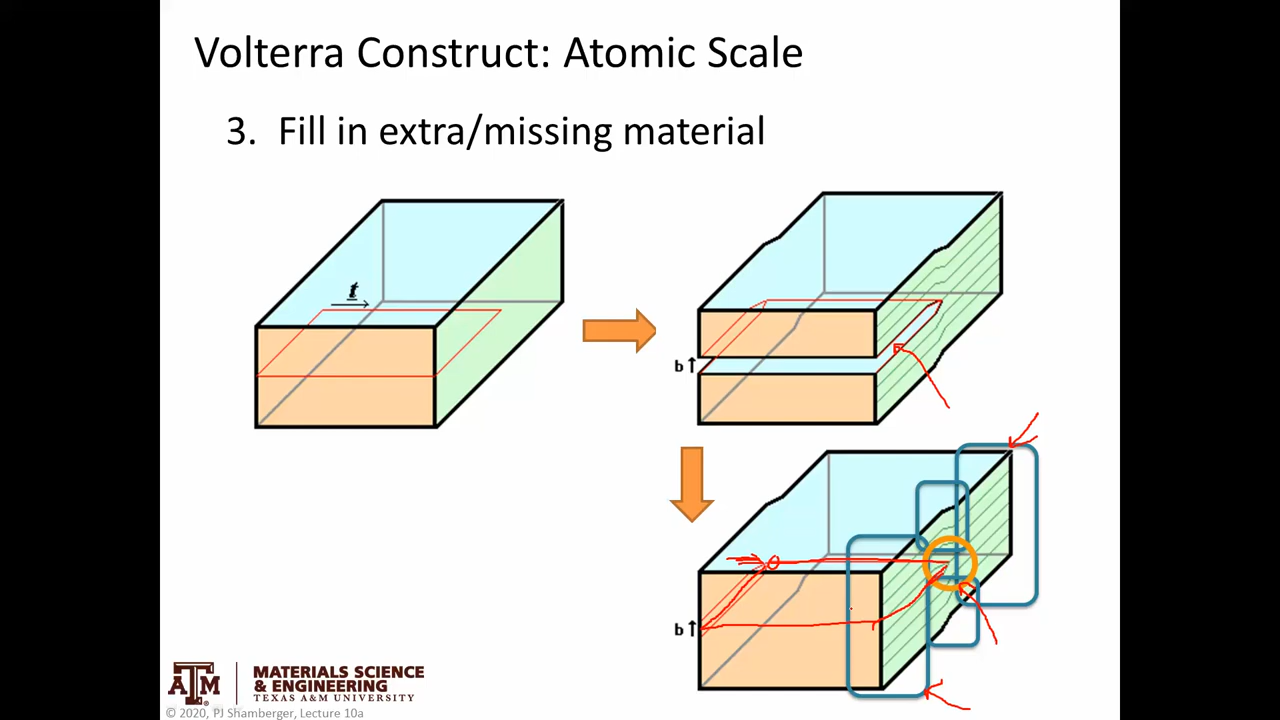 Volterra Construct: Atomic Scale
3. Fill in extra/missing material
t
b
b
ATM
MATERIALS SCIENCE
& ENGINEERING
TEXAS A&M UNIVERSITY
© 2020, PJ Shamberger, Lecture 10a